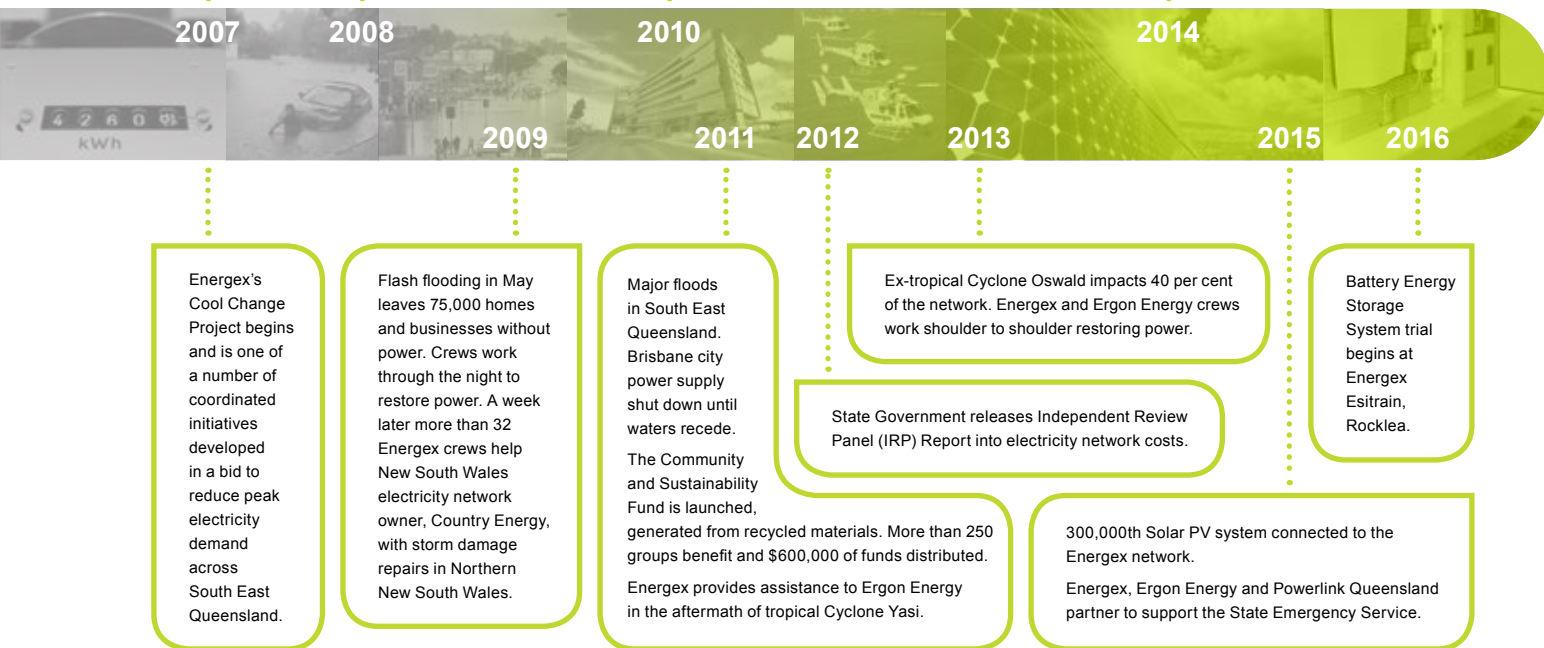 2007
2008
2010
2014
4 2 6 0
kWh
2009
2011
2012
2013
2015
2016
Energex’s
Cool Change
Project begins
and is one of
a number of
coordinated
initiatives
developed
in a bid to
reduce peak
electricity
demand
across
South East
Queensland.
Flash flooding in May
leaves 75,000 homes
and businesses without
power. Crews work
through the night to
restore power. A week
later more than 32
Energex crews help
New South Wales
electricity network
owner, Country Energy,
with storm damage
repairs in Northern
New South Wales.
Major floods
in South East
Queensland.
Brisbane city
power supply
shut down until
waters recede.
The Community
and Sustainability
Fund is launched,
generated from recycled materials. More than 250
groups benefit and $600,000 of funds distributed.
Energex provides assistance to Ergon Energy
in the aftermath of tropical Cyclone Yasi.
Ex-tropical Cyclone Oswald impacts 40 per cent
of the network. Energex and Ergon Energy crews
work shoulder to shoulder restoring power.
State Government releases Independent Review
Panel (IRP) Report into electricity network costs.
300,000th Solar PV system connected to the
Energex network.
Energex, Ergon Energy and Powerlink Queensland
partner to support the State Emergency Service.
Battery Energy
Storage
System trial
begins at
Energex
Esitrain,
Rocklea.